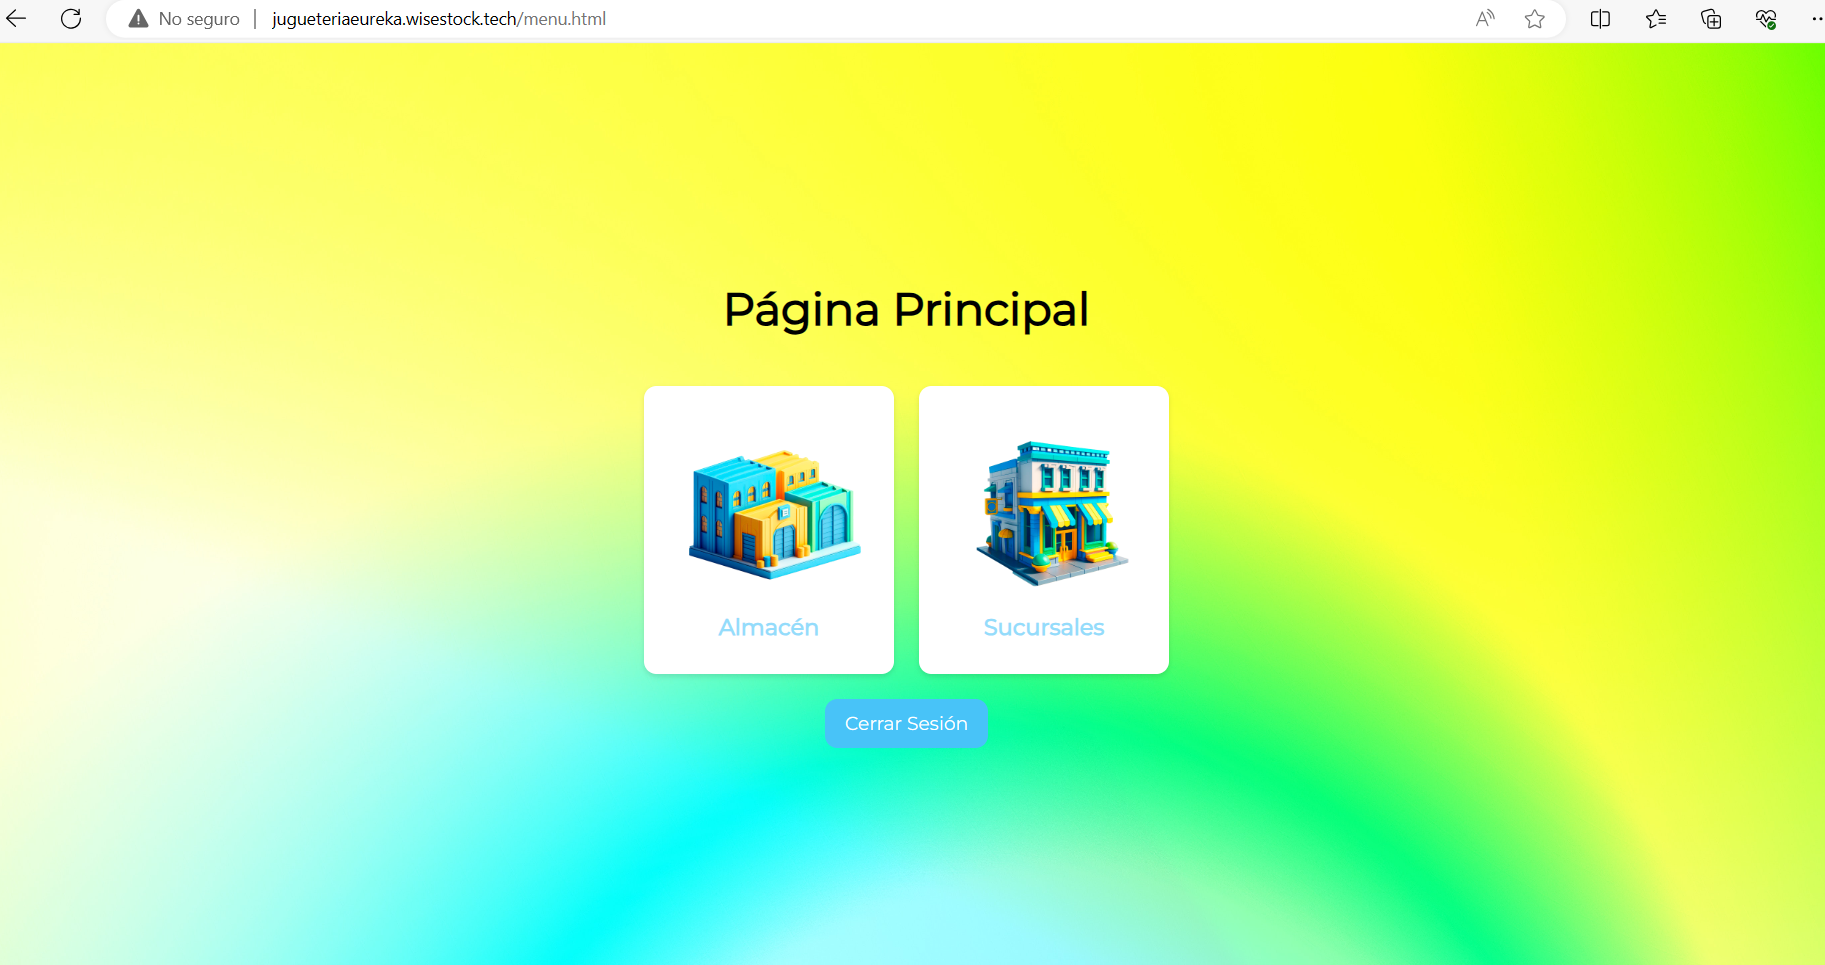 No seguro | jugueteriaeureka.wisestock.tech/menu.html
Página Principal
Almacén
Sucursales
Cerrar Sesión